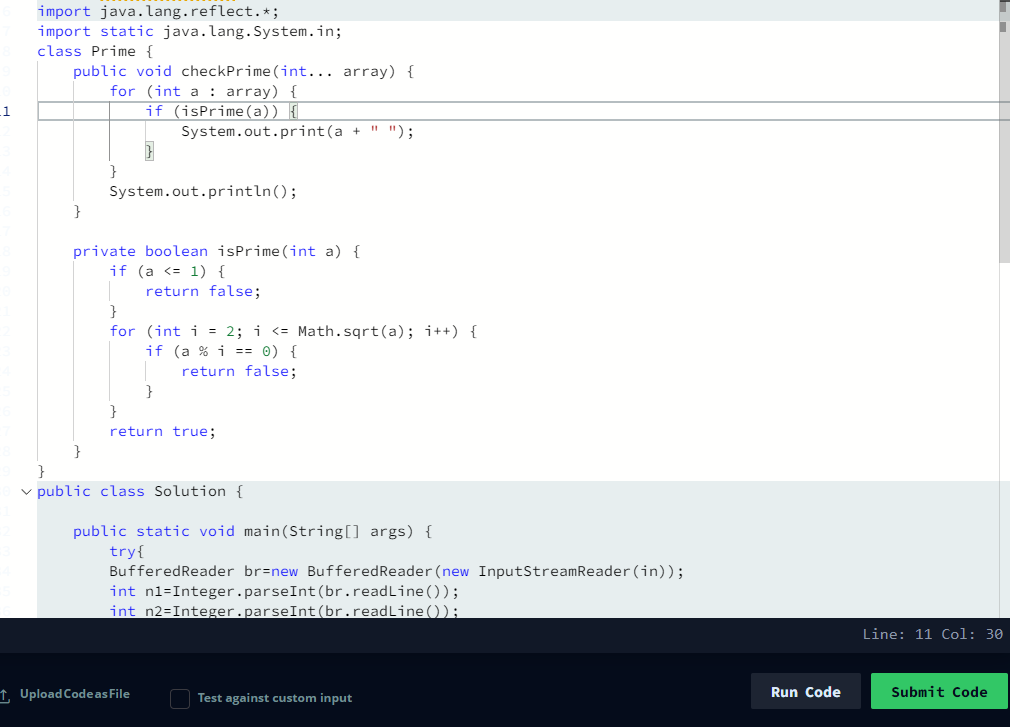 import java.lang.reflect.*;
import static java.lang.System.in;
class Prime {
public void checkPrime(int... array) {
for (int a : array) {
1 if (isPrime(a)) {
System.out.print(a + " ");
}
}
System.out.println();
}
private boolean isPrime(int a) {
if (a <= 1) {
return false;
}
for (int i = 2; i <= Math.sqrt(a); i++) {
if (a % i == 0) {
return false;
}
}
return true;
}
}
public class Solution {
public static void main(String[] args) {
try{
BufferedReader br=new BufferedReader(new InputStreamReader(in));
int n1=Integer.parseInt(br.readLine());
int n2=Integer.parseInt(br.readLine());
Line: 11 Col: 30
Upload Code as File
Test against custom input
Run Code
Submit Code